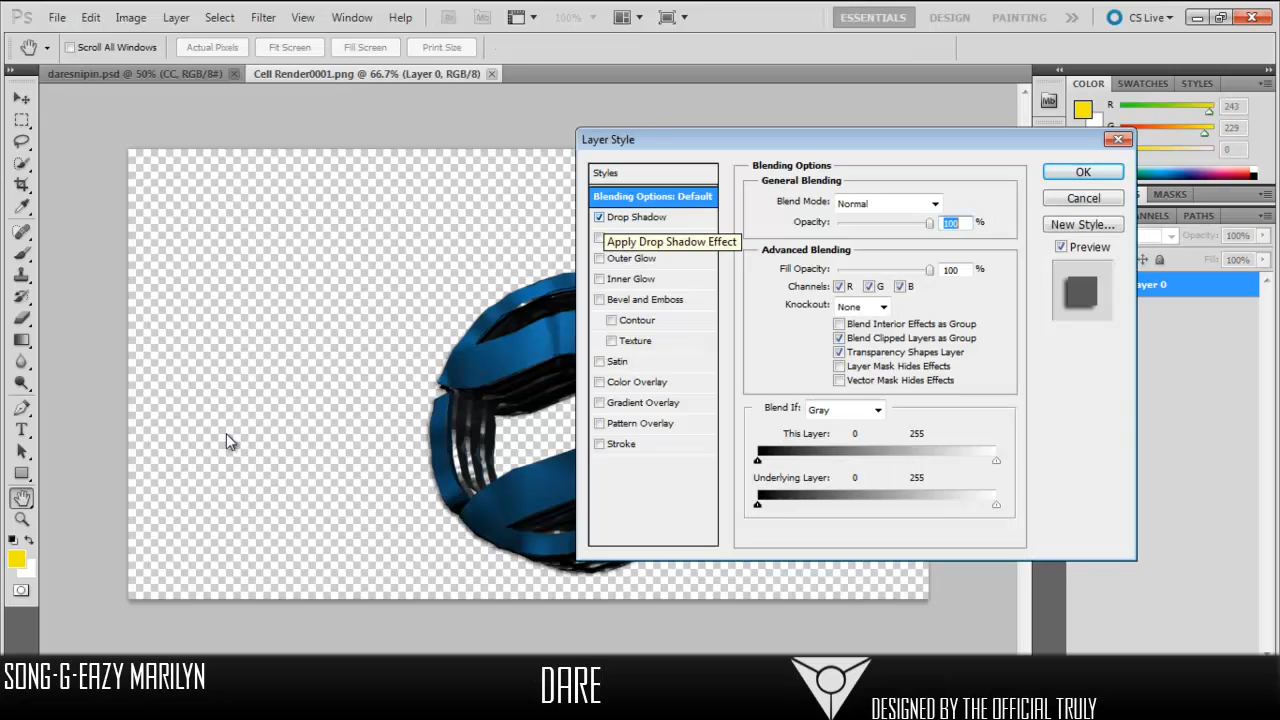 Ps File Edit Image Layer Select Filter View Window Help Br Mb 100% ESSENTIALS DESIGN PAINTING CS Live
Scroll All Windows Actual Pixels Fit Screen Fill Screen Print Size
daresnipin.psd @ 50% (CC, RGB/8#) Cell Render0001.png @ 66.7% (Layer 0, RGB/8)
COLOR SWATCHES STYLES
Mb
R 243
G 229
0
MASKS
CHANNELS PATHS
Opacity: 100%
Fill: 100%
Layer 0
Layer Style
Styles
Blending Options: Default
Drop Shadow
Apply Drop Shadow Effect
Outer Glow
Inner Glow
Bevel and Emboss
Contour
Texture
Satin
Color Overlay
Gradient Overlay
Pattern Overlay
Stroke
Blending Options
General Blending
Blend Mode: Normal
Opacity: 100 %
Advanced Blending
Fill Opacity: 100 %
Channels: R G B
Knockout: None
Blend Interior Effects as Group
Blend Clipped Layers as Group
Transparency Shapes Layer
Layer Mask Hides Effects
Vector Mask Hides Effects
Blend If: Gray
This Layer: 0 255
Underlying Layer: 0 255
OK
Cancel
New Style...
Preview
SONG-G-EAZY MARILYN
DARE
DESIGNED BY THE OFFICIAL TRULY